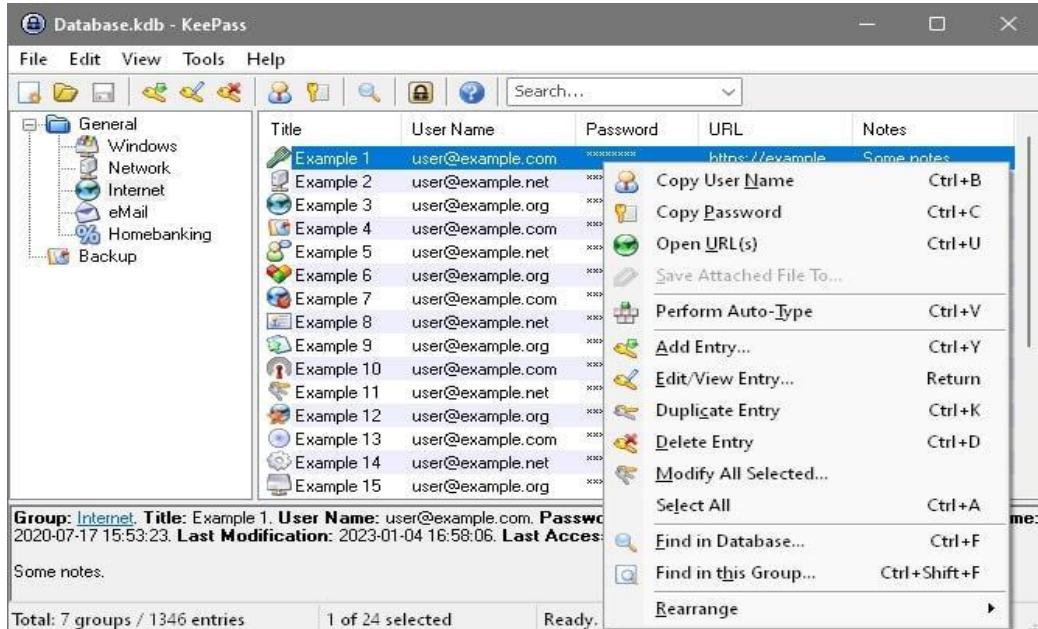 Database.kdb - KeePass
File Edit View Tools Help
Search...
General
Windows
Network
Internet
eMail
Homebanking
Backup
Title User Name Password URL Notes
Example 1 user@example.com ******** https://example Some notes
Example 2 user@example.net
Example 3 user@example.org
Example 4 user@example.com
Example 5 user@example.net
Example 6 user@example.org
Example 7 user@example.com
Example 8 user@example.net
Example 9 user@example.org
Example 10 user@example.com
Example 11 user@example.net
Example 12 user@example.org
Example 13 user@example.com
Example 14 user@example.net
Example 15 user@example.org
Copy User Name Ctrl+B
Copy Password Ctrl+C
Open URL(s) Ctrl+U
Save Attached File To...
Perform Auto-Type Ctrl+V
Add Entry... Ctrl+Y
Edit/View Entry... Return
Duplicate Entry Ctrl+K
Delete Entry Ctrl+D
Modify All Selected...
Select All Ctrl+A
Find in Database... Ctrl+F
Find in this Group... Ctrl+Shift+F
Rearrange
Group: Internet. Title: Example 1. User Name: user@example.com.
2020-07-17 15:53:23. Last Modification: 2023-01-04 16:58:06. Last
Some notes.
Total: 7 groups / 1346 entries 1 of 24 selected Ready.